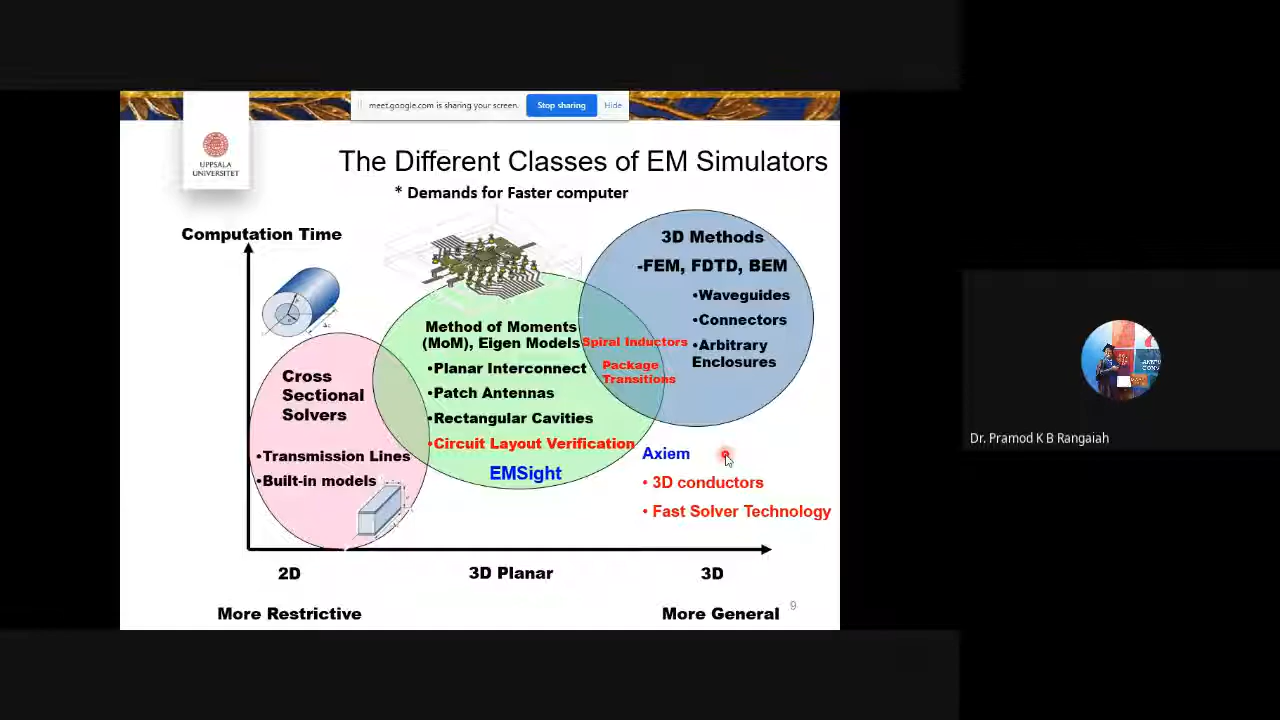 meet.google.com is sharing your screen.
Stop sharing
Hide
UPPSALA
UNIVERSITET
The Different Classes of EM Simulators
* Demands for Faster computer
Computation Time
3D Methods
-FEM, FDTD, BEM
•Waveguides
•Connectors
•Arbitrary
Enclosures
Method of Moments
(MoM), Eigen Models
•Planar Interconnect
•Patch Antennas
•Rectangular Cavities
•Circuit Layout Verification
EMSight
Spiral Inductors
Package
Transitions
Cross
Sectional
Solvers
•Transmission Lines
•Built-in models
Axiem
• 3D conductors
• Fast Solver Technology
2D
3D Planar
3D
More Restrictive
More General
9
Dr. Pramod K B Rangaiah